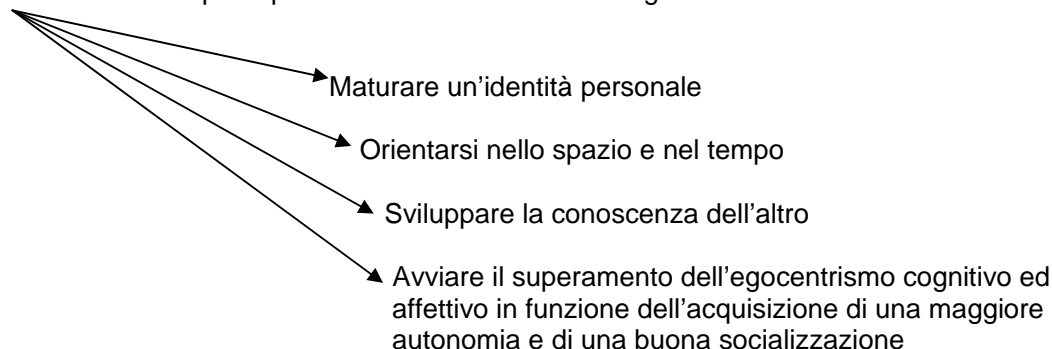 Maturare un’identità personale
Orientarsi nello spazio e nel tempo
Sviluppare la conoscenza dell’altro
Avviare il superamento dell’egocentrismo cognitivo ed
affettivo in funzione dell’acquisizione di una maggiore
autonomia e di una buona socializzazione